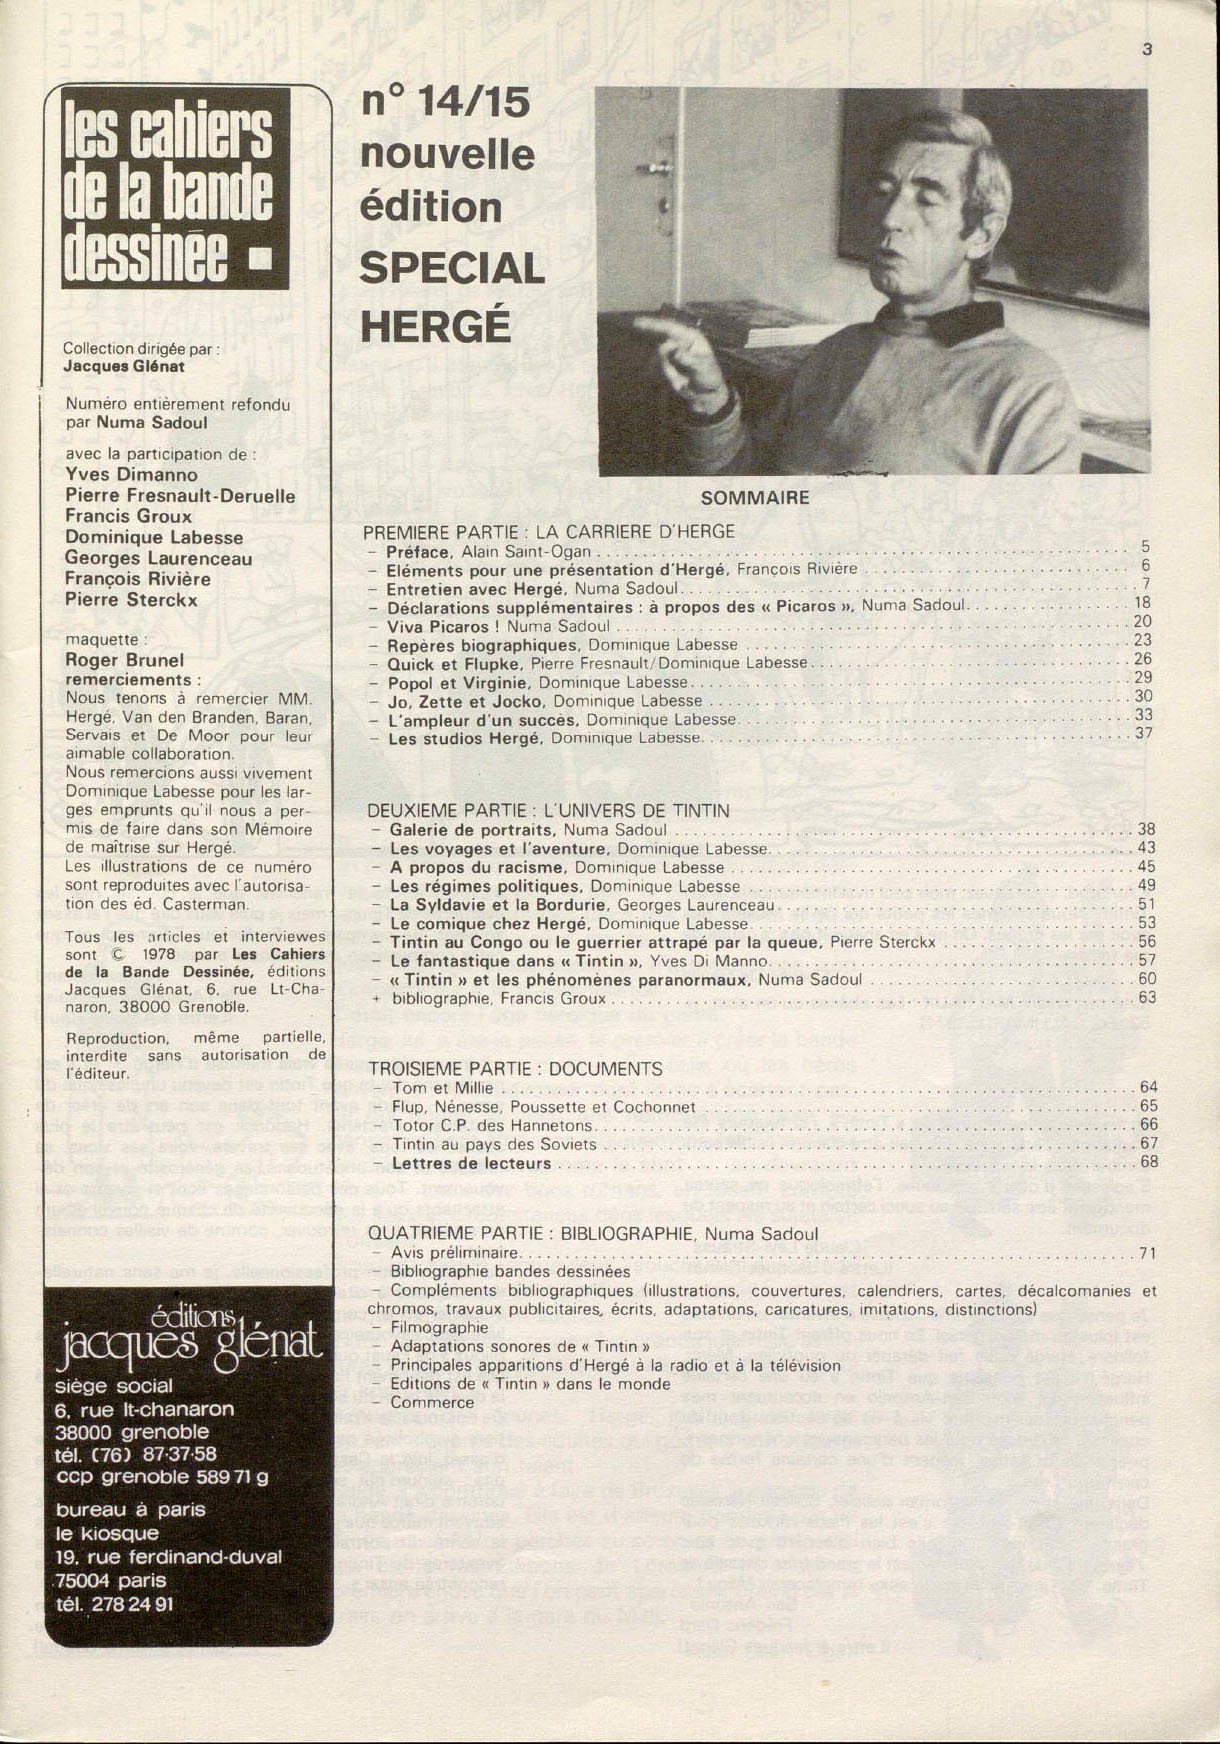 3
les cahiers
de la bande
dessinée
Collection dirigée par :
Jacques Glénat
Numéro entièrement refondu
par Numa Sadoul
avec la participation de :
Yves Dimanno
Pierre Fresnault-Deruelle
Francis Groux
Dominique Labesse
Georges Laurenceau
François Rivière
Pierre Sterckx
maquette :
Roger Brunel
remerciements :
Nous tenons à remercier MM.
Hergé, Van den Branden, Baran,
Servais et De Moor pour leur
aimable collaboration.
Nous remercions aussi vivement
Dominique Labesse pour les lar-
ges emprunts qu'il nous a per-
mis de faire dans son Mémoire
de maîtrise sur Hergé.
Les illustrations de ce numéro
sont reproduites avec l'autorisa-
tion des éd. Casterman.
Tous les articles et interviewes
sont © 1978 par Les Cahiers
de la Bande Dessinée, éditions
Jacques Glénat, 6, rue Lt-Cha-
naron, 38000 Grenoble.
Reproduction, même partielle,
interdite sans autorisation de
l'éditeur.
éditions
jacques glénat
siège social
6, rue lt-chanaron
38000 grenoble
tél. (76) 87·37·58
ccp grenoble 589 71 g
bureau à paris
le kiosque
19, rue ferdinand-duval
75004 paris
tél. 278 24 91
n° 14/15
nouvelle
édition
SPECIAL
HERGÉ
SOMMAIRE
PREMIERE PARTIE : LA CARRIERE D'HERGE
– Préface, Alain Saint-Ogan 5
– Eléments pour une présentation d'Hergé, François Rivière 6
– Entretien avec Hergé, Numa Sadoul 7
– Déclarations supplémentaires : à propos des « Picaros », Numa Sadoul 18
– Viva Picaros ! Numa Sadoul 20
– Repères biographiques, Dominique Labesse 23
– Quick et Flupke, Pierre Fresnault/Dominique Labesse 26
– Popol et Virginie, Dominique Labesse 29
– Jo, Zette et Jocko, Dominique Labesse 30
– L'ampleur d'un succès, Dominique Labesse 33
– Les studios Hergé, Dominique Labesse 37
DEUXIEME PARTIE : L'UNIVERS DE TINTIN
– Galerie de portraits, Numa Sadoul 38
– Les voyages et l'aventure, Dominique Labesse 43
– A propos du racisme, Dominique Labesse 45
– Les régimes politiques, Dominique Labesse 49
– La Syldavie et la Bordurie, Georges Laurenceau 51
– Le comique chez Hergé, Dominique Labesse 53
– Tintin au Congo ou le guerrier attrapé par la queue, Pierre Sterckx 56
– Le fantastique dans « Tintin », Yves Di Manno 57
– « Tintin » et les phénomènes paranormaux, Numa Sadoul 60
+ bibliographie, Francis Groux 63
TROISIEME PARTIE : DOCUMENTS
– Tom et Millie 64
– Flup, Nénesse, Poussette et Cochonnet 65
– Totor C.P. des Hannetons 66
– Tintin au pays des Soviets 67
– Lettres de lecteurs 68
QUATRIEME PARTIE : BIBLIOGRAPHIE, Numa Sadoul
– Avis préliminaire 71
– Bibliographie bandes dessinées
– Compléments bibliographiques (illustrations, couvertures, calendriers, cartes, décalcomanies et
chromos, travaux publicitaires, écrits, adaptations, caricatures, imitations, distinctions)
– Filmographie
– Adaptations sonores de « Tintin »
– Principales apparitions d'Hergé à la radio et à la télévision
– Editions de « Tintin » dans le monde
– Commerce